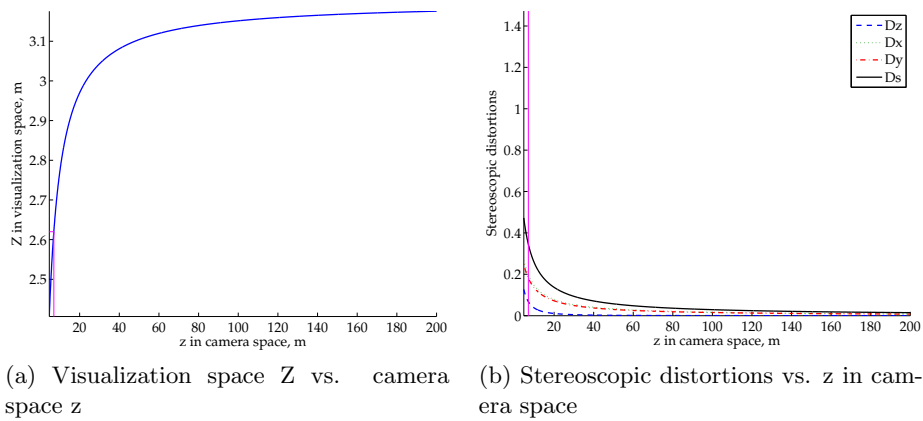 3.1
3
2.9
2.8
2.7
2.6
2.5
Z in visualization space, m
20 40 60 80 100 120 140 160 180 200
z in camera space, m
(a) Visualization space Z vs. camera
space z
1.4
1.2
1
0.8
0.6
0.4
0.2
0
Stereoscopic distortions
Dz
Dx
Dy
Ds
20 40 60 80 100 120 140 160 180 200
z in camera space, m
(b) Stereoscopic distortions vs. z in cam-
era space